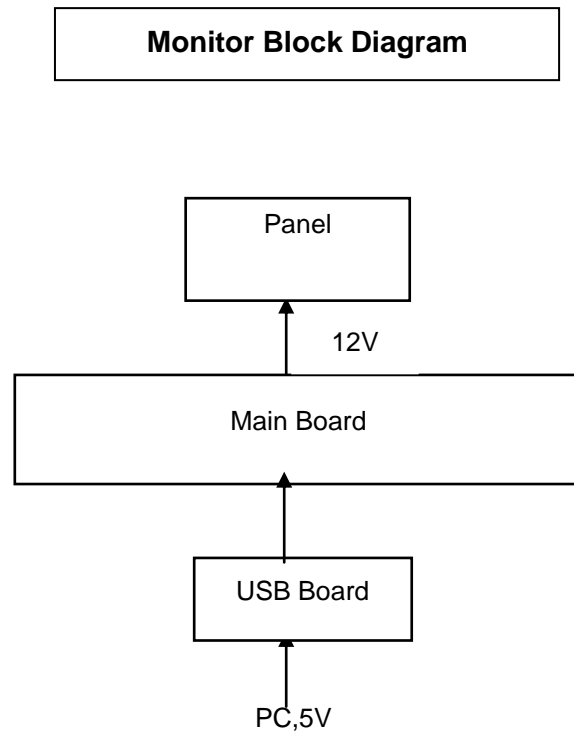 Monitor Block Diagram
Panel
12V
Main Board
USB Board
PC,5V